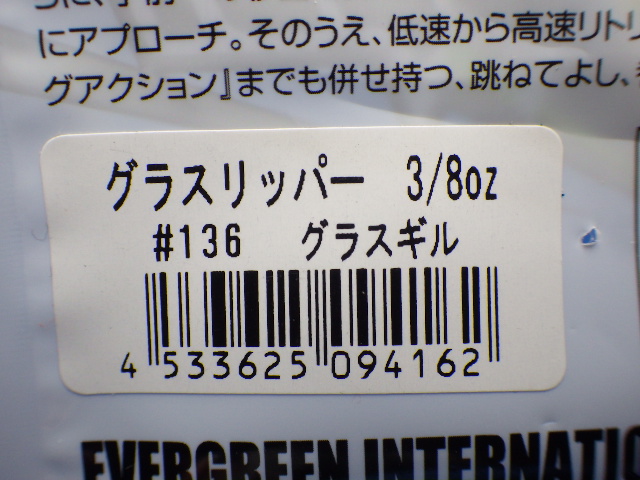 にアプローチ。そのうえ、低速から高速リトリ
グアクション』までも併せ持つ、跳ねてよし、
グラスリッパー 3/8oz
#136 グラスギル
4 533625 094162
EVERGREEN INTERNATIO